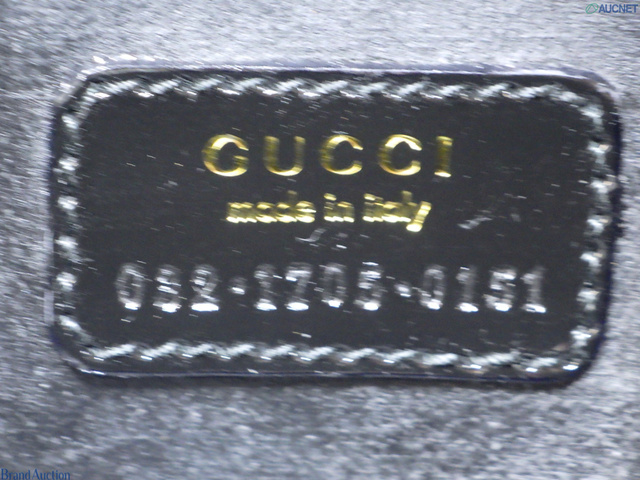 ©AUCNET
GUCCI
made in italy
032·1705·0151
Brand Auction